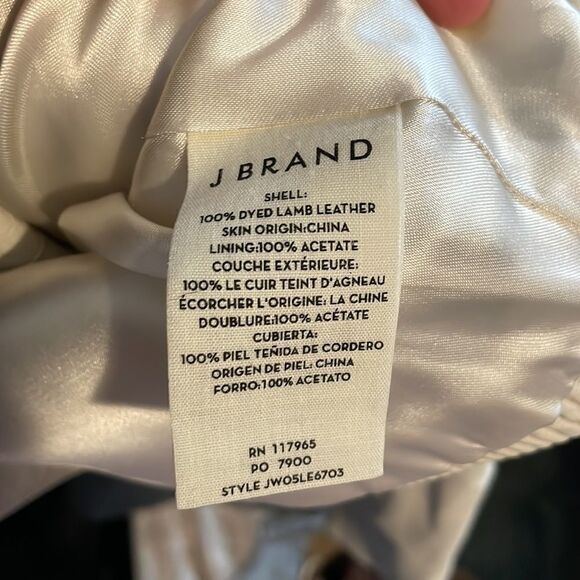 J BRAND
SHELL:
100% DYED LAMB LEATHER
SKIN ORIGIN:CHINA
LINING:100% ACETATE
COUCHE EXTÉRIEURE:
100% LE CUIR TEINT D'AGNEAU
ÉCORCHER L'ORIGINE: LA CHINE
DOUBLURE:100% ACÉTATE
CUBIERTA:
100% PIEL TEÑIDA DE CORDERO
ORIGEN DE PIEL: CHINA
FORRO:100% ACETATO
RN 117965
PO 7900
STYLE JW05LE6703